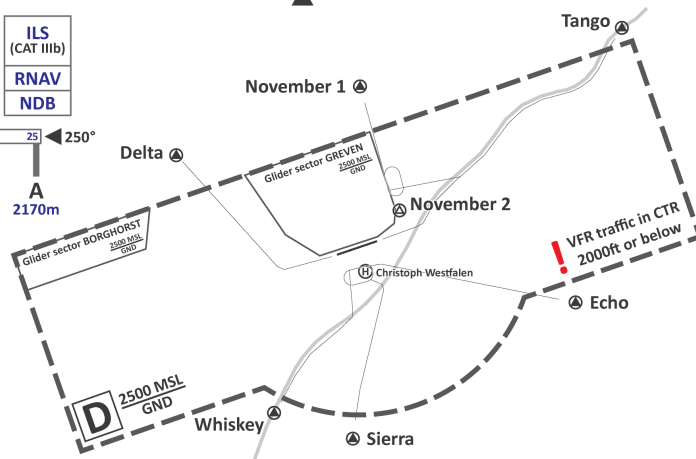 ILS
(CAT IIIb)
RNAV
NDB
25
250°
A
2170m
Tango
November 1
Delta
Glider sector GREVEN
2500 MSL
GND
November 2
Glider sector BORGHORST
2500 MSL
GND
H
Christoph Westfalen
! VFR traffic in CTR
2000ft or below
Echo
D
2500 MSL
GND
Whiskey
Sierra